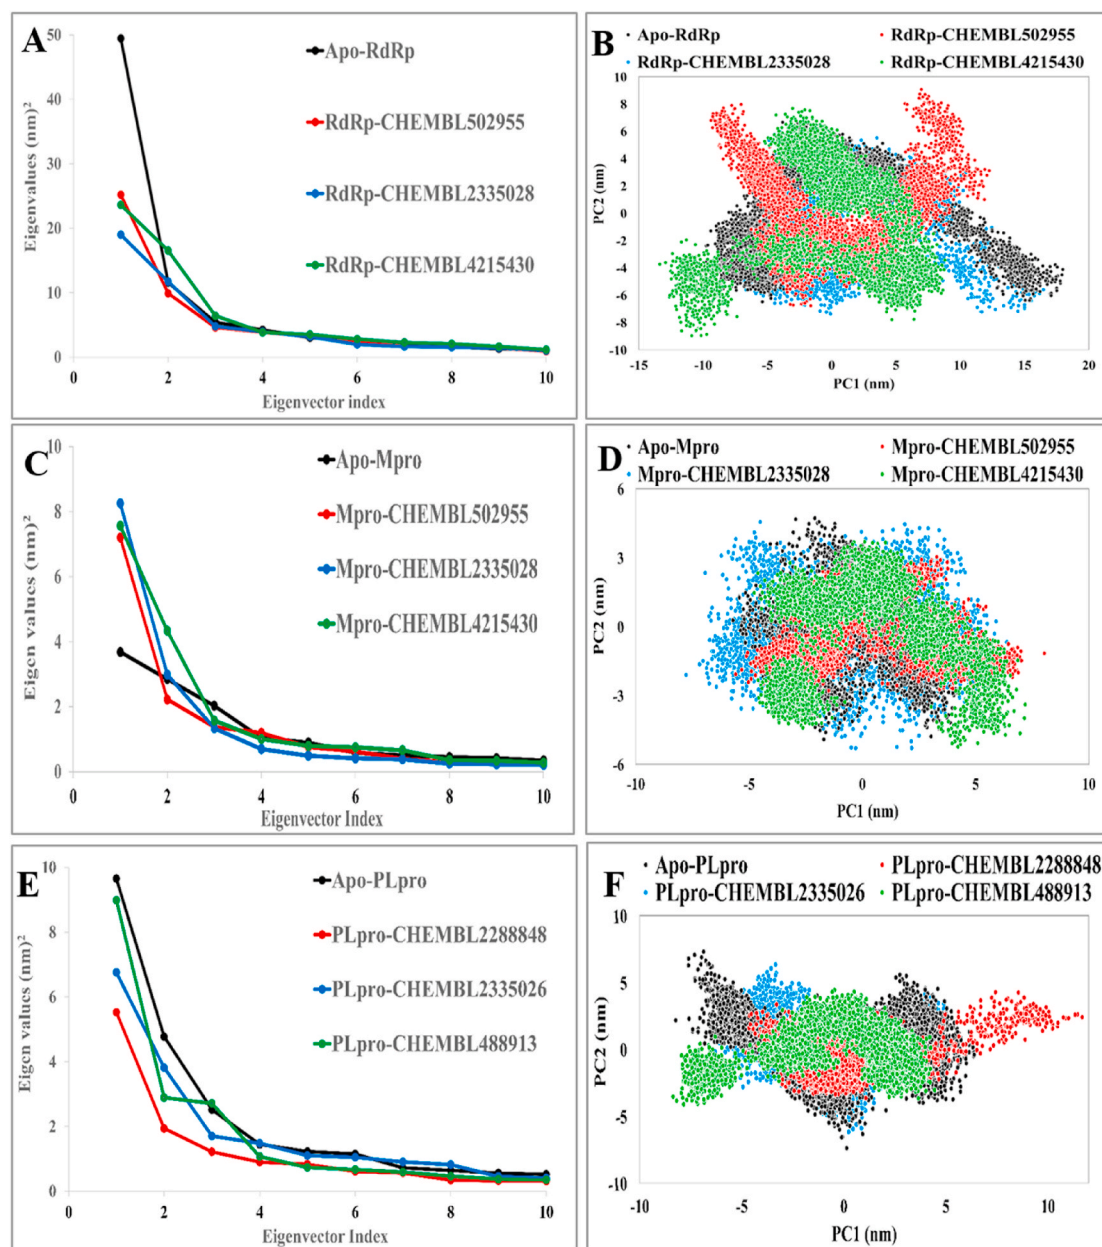 A
Eigenvalues (nm)²
50
40
30
20
10
0
0 2 4 6 8 10
Eigenvector index
Apo-RdRp
RdRp-CHEMBL502955
RdRp-CHEMBL2335028
RdRp-CHEMBL4215430
B
Apo-RdRp RdRp-CHEMBL502955
RdRp-CHEMBL2335028 RdRp-CHEMBL4215430
PC2 (nm)
10
8
6
4
2
0
-2
-4
-6
-8
-10
-15 -10 -5 0 5 10 15 20
PC1 (nm)
C
Eigen values (nm)²
10
8
6
4
2
0
0 2 4 6 8 10
Eigenvector Index
Apo-Mpro
Mpro-CHEMBL502955
Mpro-CHEMBL2335028
Mpro-CHEMBL4215430
D
Apo-Mpro Mpro-CHEMBL502955
Mpro-CHEMBL2335028 Mpro-CHEMBL4215430
PC2 (nm)
6
3
0
-3
-6
-10 -5 0 5 10
PC1 (nm)
E
Eigen values (nm)²
10
8
6
4
2
0
0 2 4 6 8 10
Eigenvector Index
Apo-PLpro
PLpro-CHEMBL2288848
PLpro-CHEMBL2335026
PLpro-CHEMBL488913
F
Apo-PLpro PLpro-CHEMBL2288848
PLpro-CHEMBL2335026 PLpro-CHEMBL488913
PC2 (nm)
10
5
0
-5
-10
-10 -5 0 5 10
PC1 (nm)